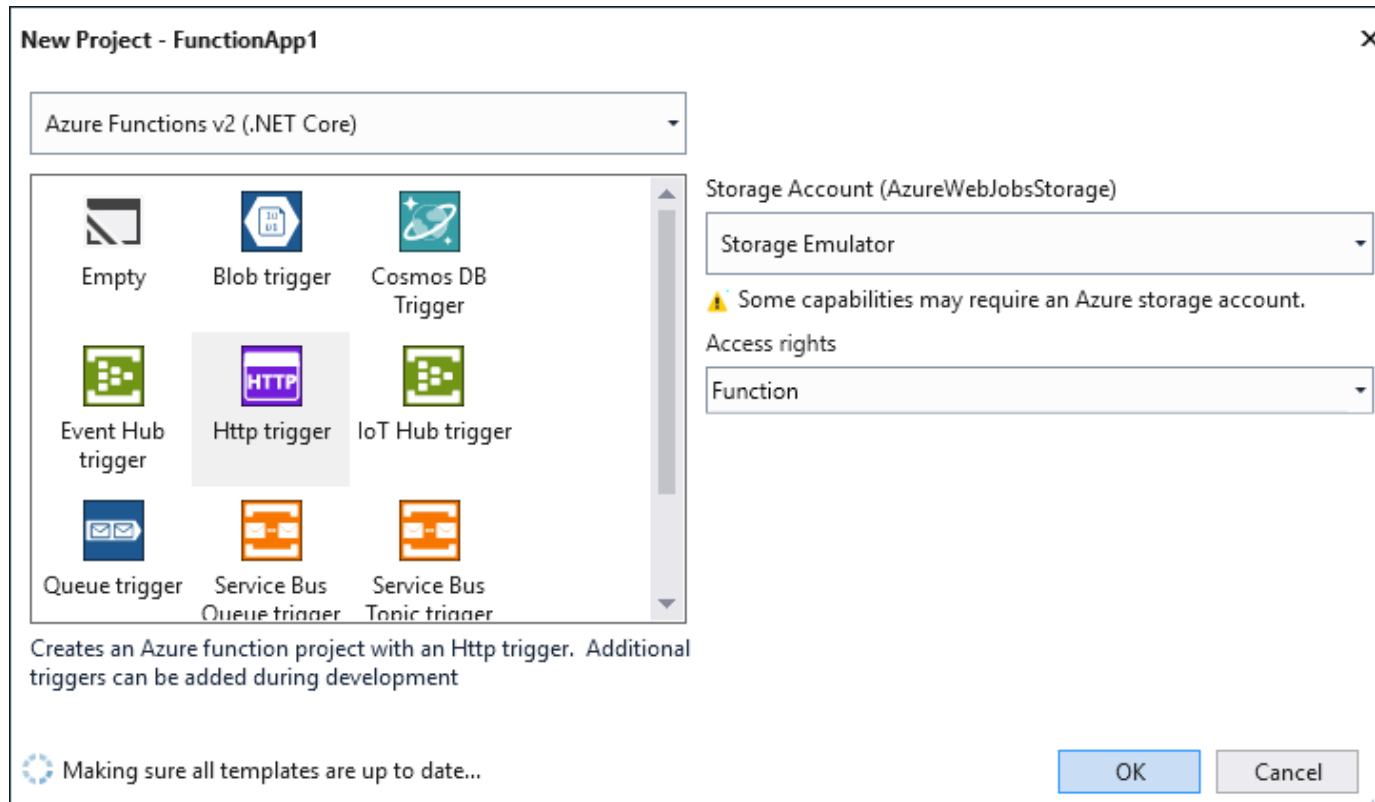 New Project - FunctionApp1
Azure Functions v2 (.NET Core)
Empty
Blob trigger
Cosmos DB
Trigger
Event Hub
trigger
HTTP
Http trigger
IoT Hub trigger
Queue trigger
Service Bus
Queue trigger
Service Bus
Topic trigger
Creates an Azure function project with an Http trigger.  Additional
triggers can be added during development
Making sure all templates are up to date...
Storage Account (AzureWebJobsStorage)
Storage Emulator
Some capabilities may require an Azure storage account.
Access rights
Function
OK
Cancel